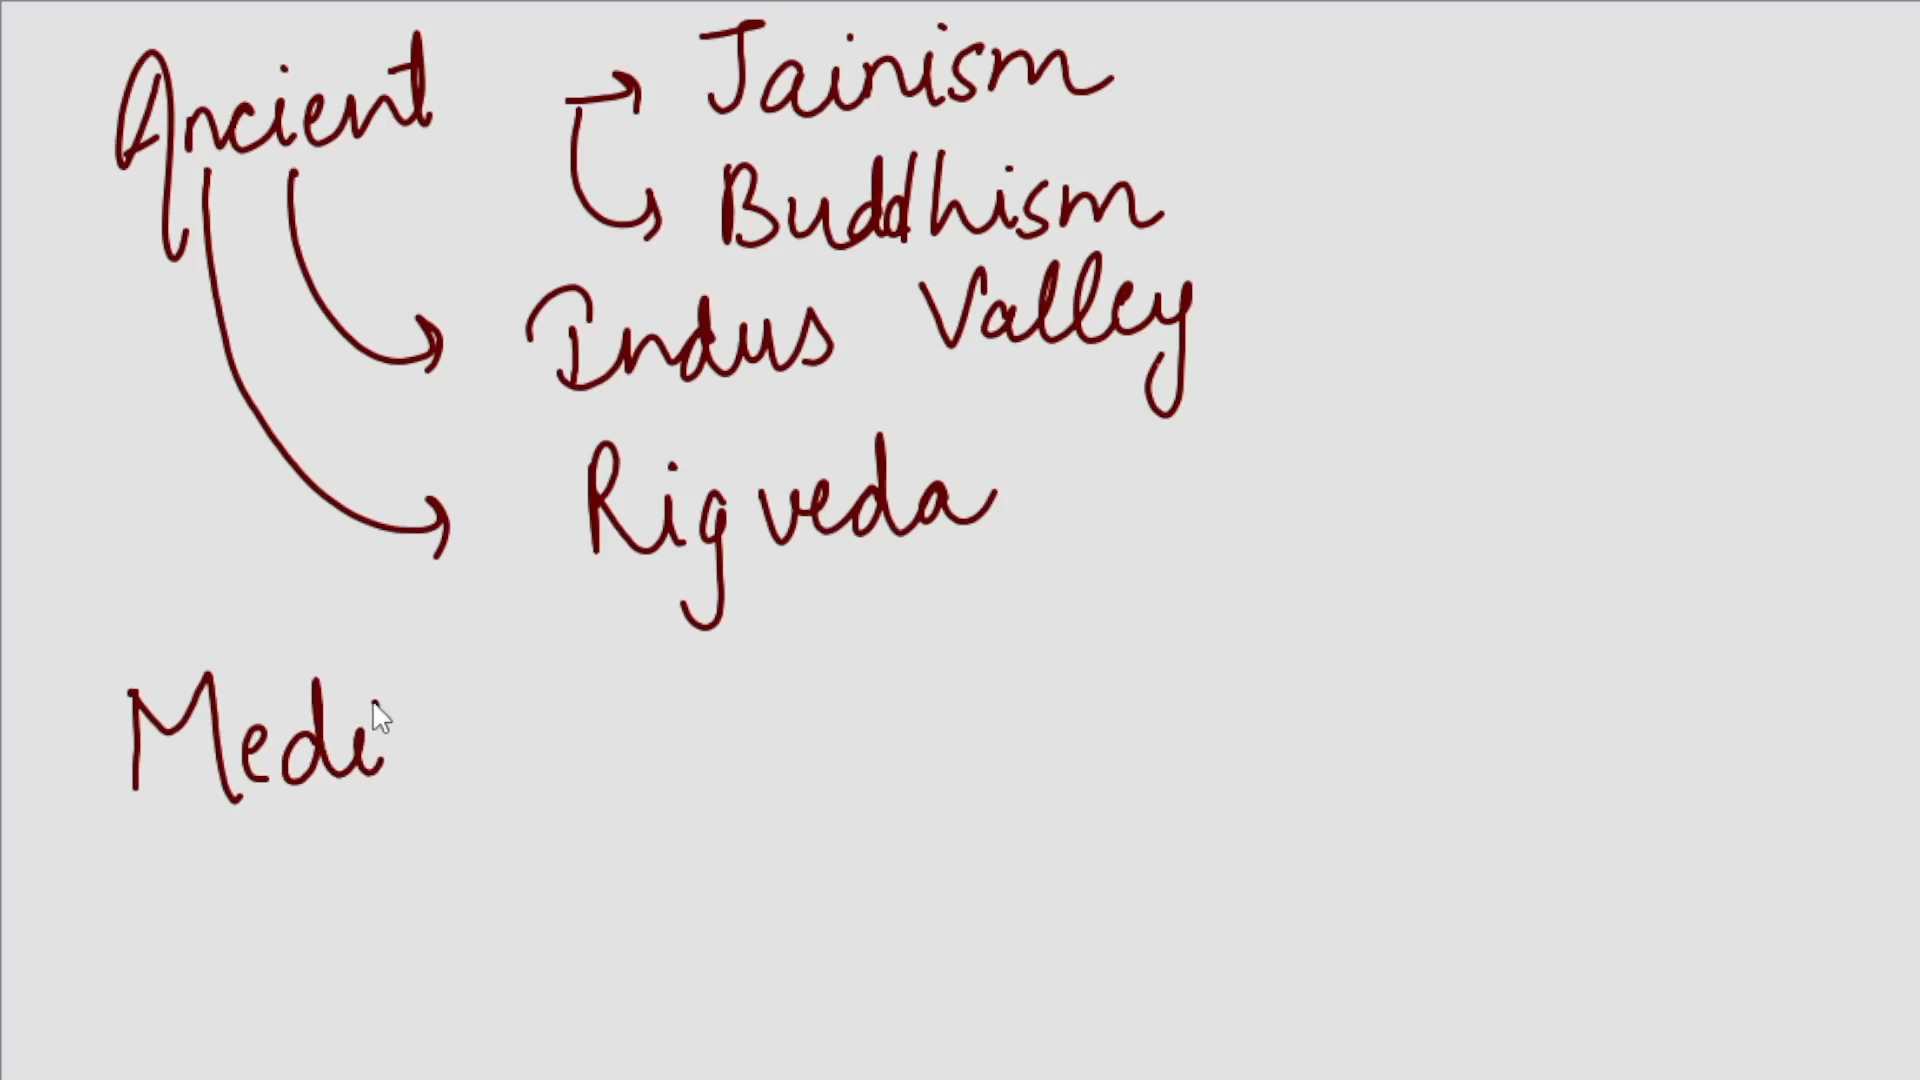 Ancient → Jainism
Buddhism
Indus Valley
Rigveda
Medi